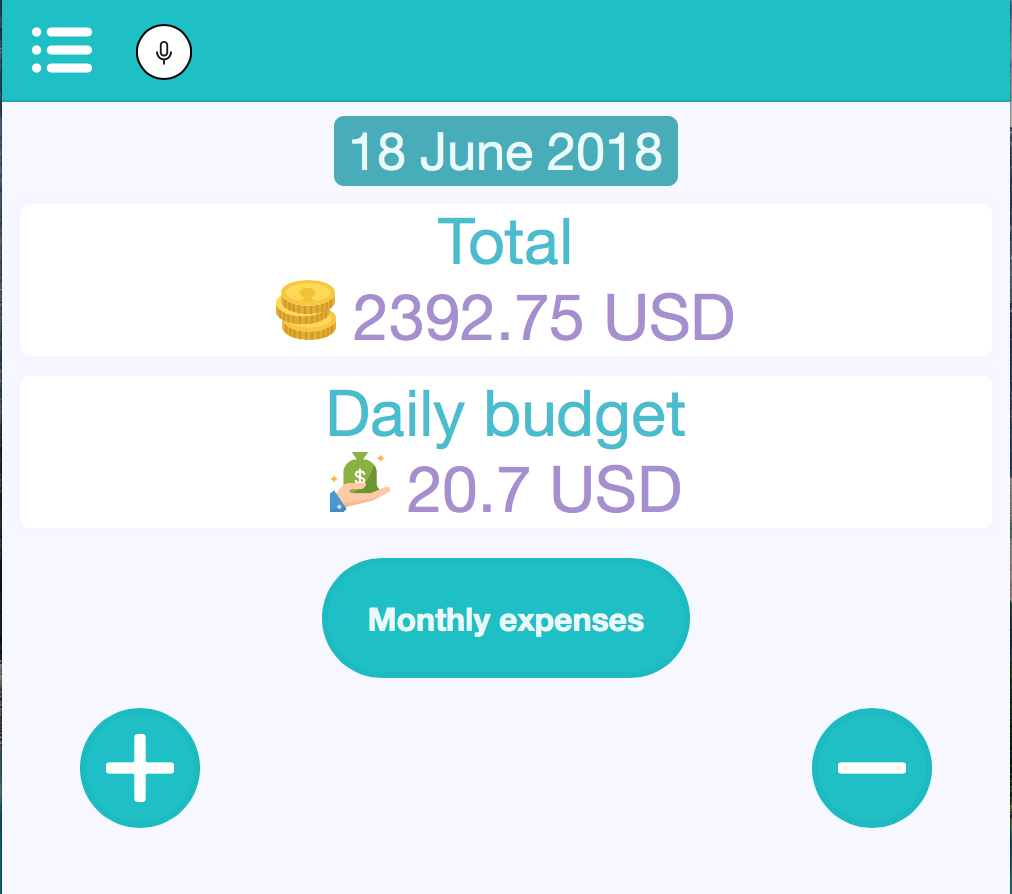 18 June 2018
Total
2392.75 USD
Daily budget
$
20.7 USD
Monthly expenses